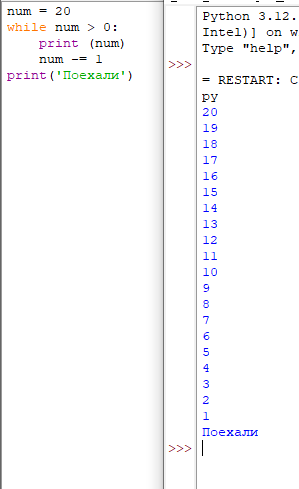 num = 20
while num > 0:
    print (num)
    num -= 1
print('Поехали')
Python 3.12.
Intel)] on w
Type "help",
>>>
= RESTART: C
py
20
19
18
17
16
15
14
13
12
11
10
9
8
7
6
5
4
3
2
1
Поехали
>>>